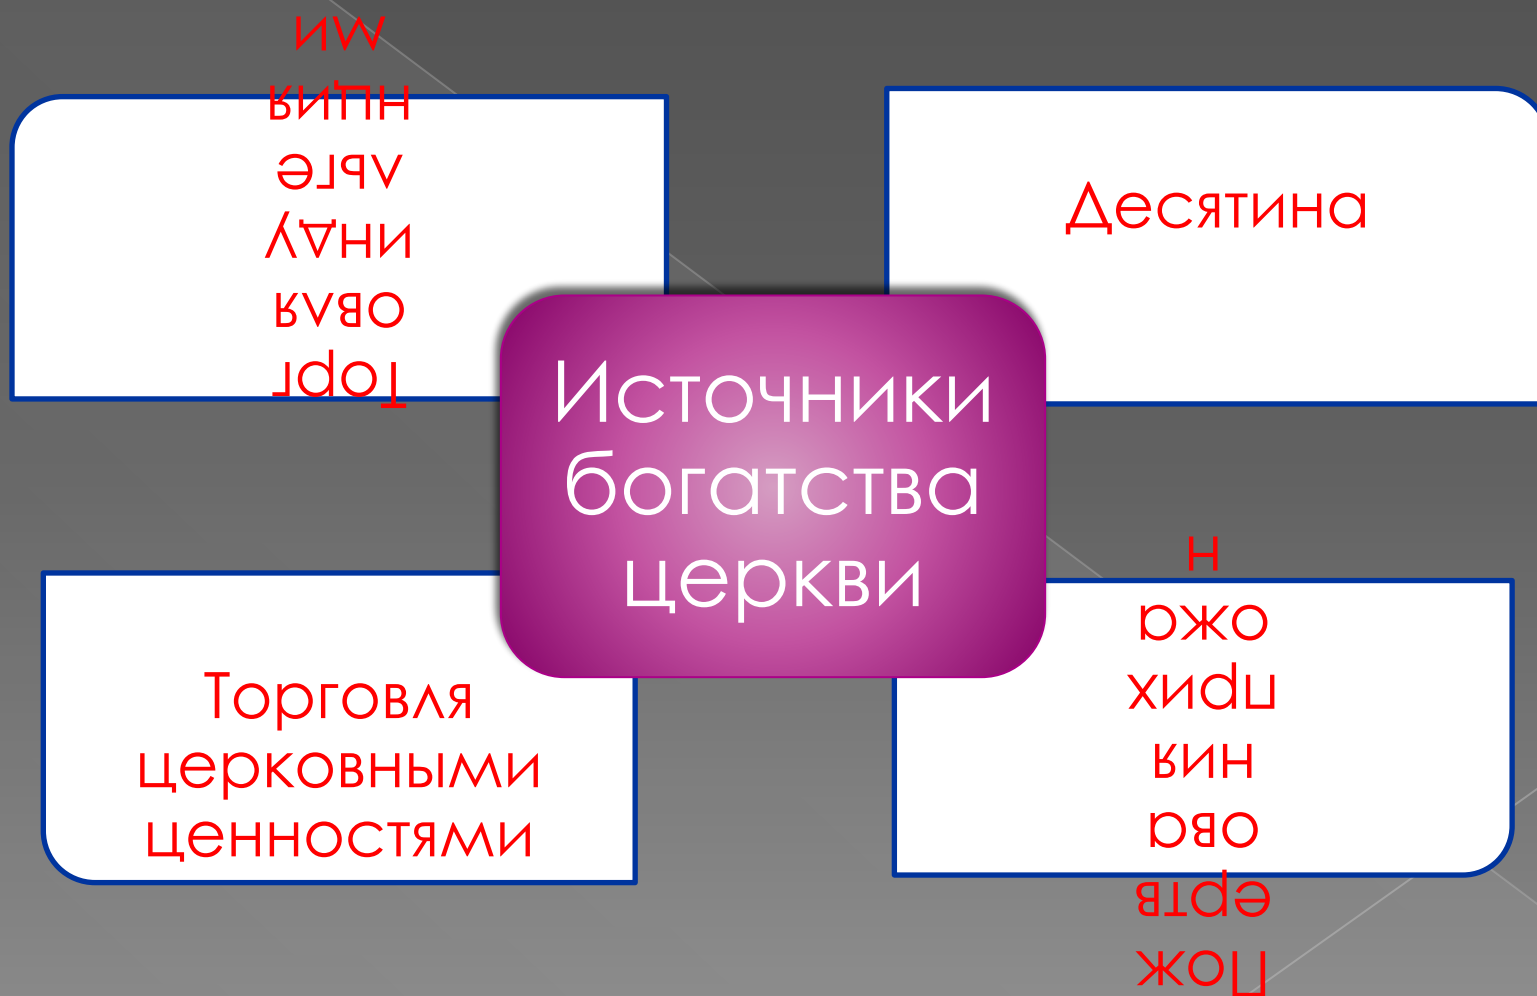 Торг
овля
инду
льге
нция
ми
Десятина
Источники
богатства
церкви
Торговля
церковными
ценностями
Пож
ертв
ова
ния
прих
ожа
н